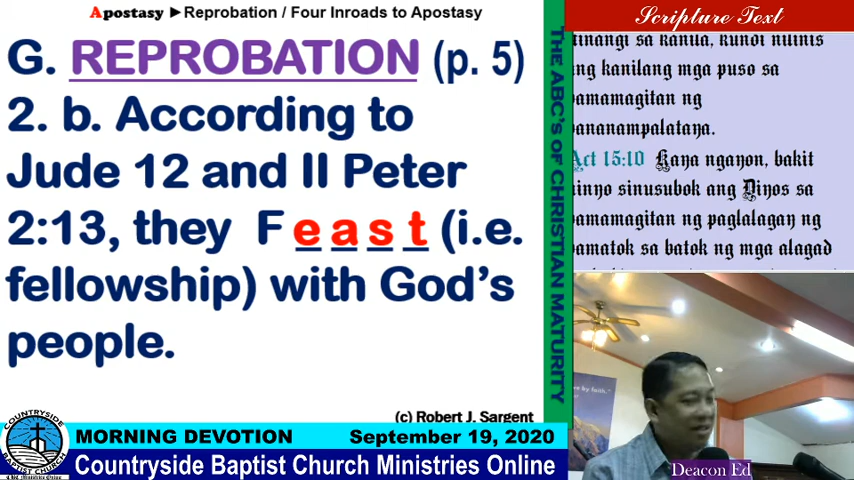 Apostasy ►Reprobation / Four Inroads to Apostasy
G. REPROBATION (p. 5)
2. b. According to
Jude 12 and II Peter
2:13, they F e a s t (i.e.
fellowship) with God's
people.
(c) Robert J. Sargent
THE ABC's OF CHRISTIAN MATURITY
Scripture Text
sa kanila, kundi nilinis
ang kanilang mga puso sa
pamamagitan ng
pananampalataya.
Act 15:10 Kaya ngayon, bakit
ninyo sinusubok ang Diyos sa
pamamagitan ng paglalagay ng
pamatok sa batok ng mga alagad
Deacon Ed
COUNTRYSIDE
BAPTIST CHURCH
MORNING DEVOTION September 19, 2020
Countryside Baptist Church Ministries Online